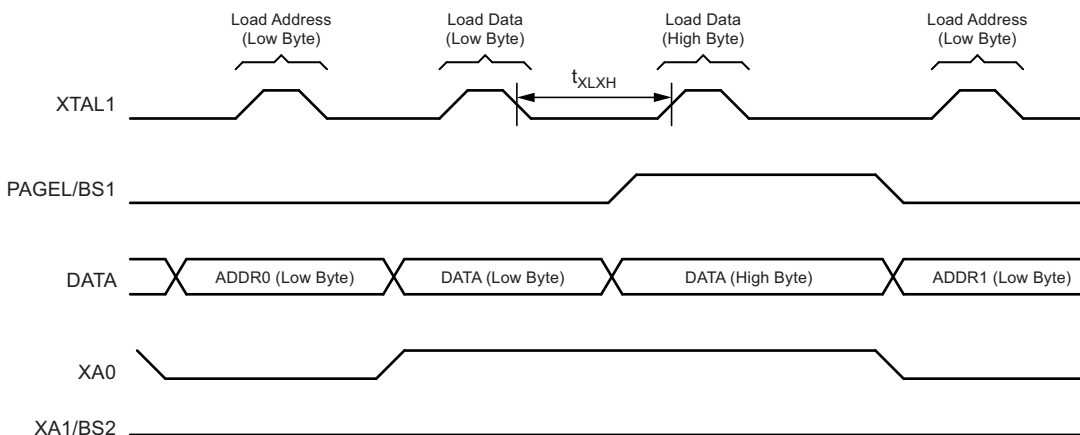 Load Address
(Low Byte)
Load Data
(Low Byte)
Load Data
(High Byte)
Load Address
(Low Byte)
tXLXH
XTAL1
PAGEL/BS1
DATA
ADDR0 (Low Byte)
DATA (Low Byte)
DATA (High Byte)
ADDR1 (Low Byte)
XA0
XA1/BS2